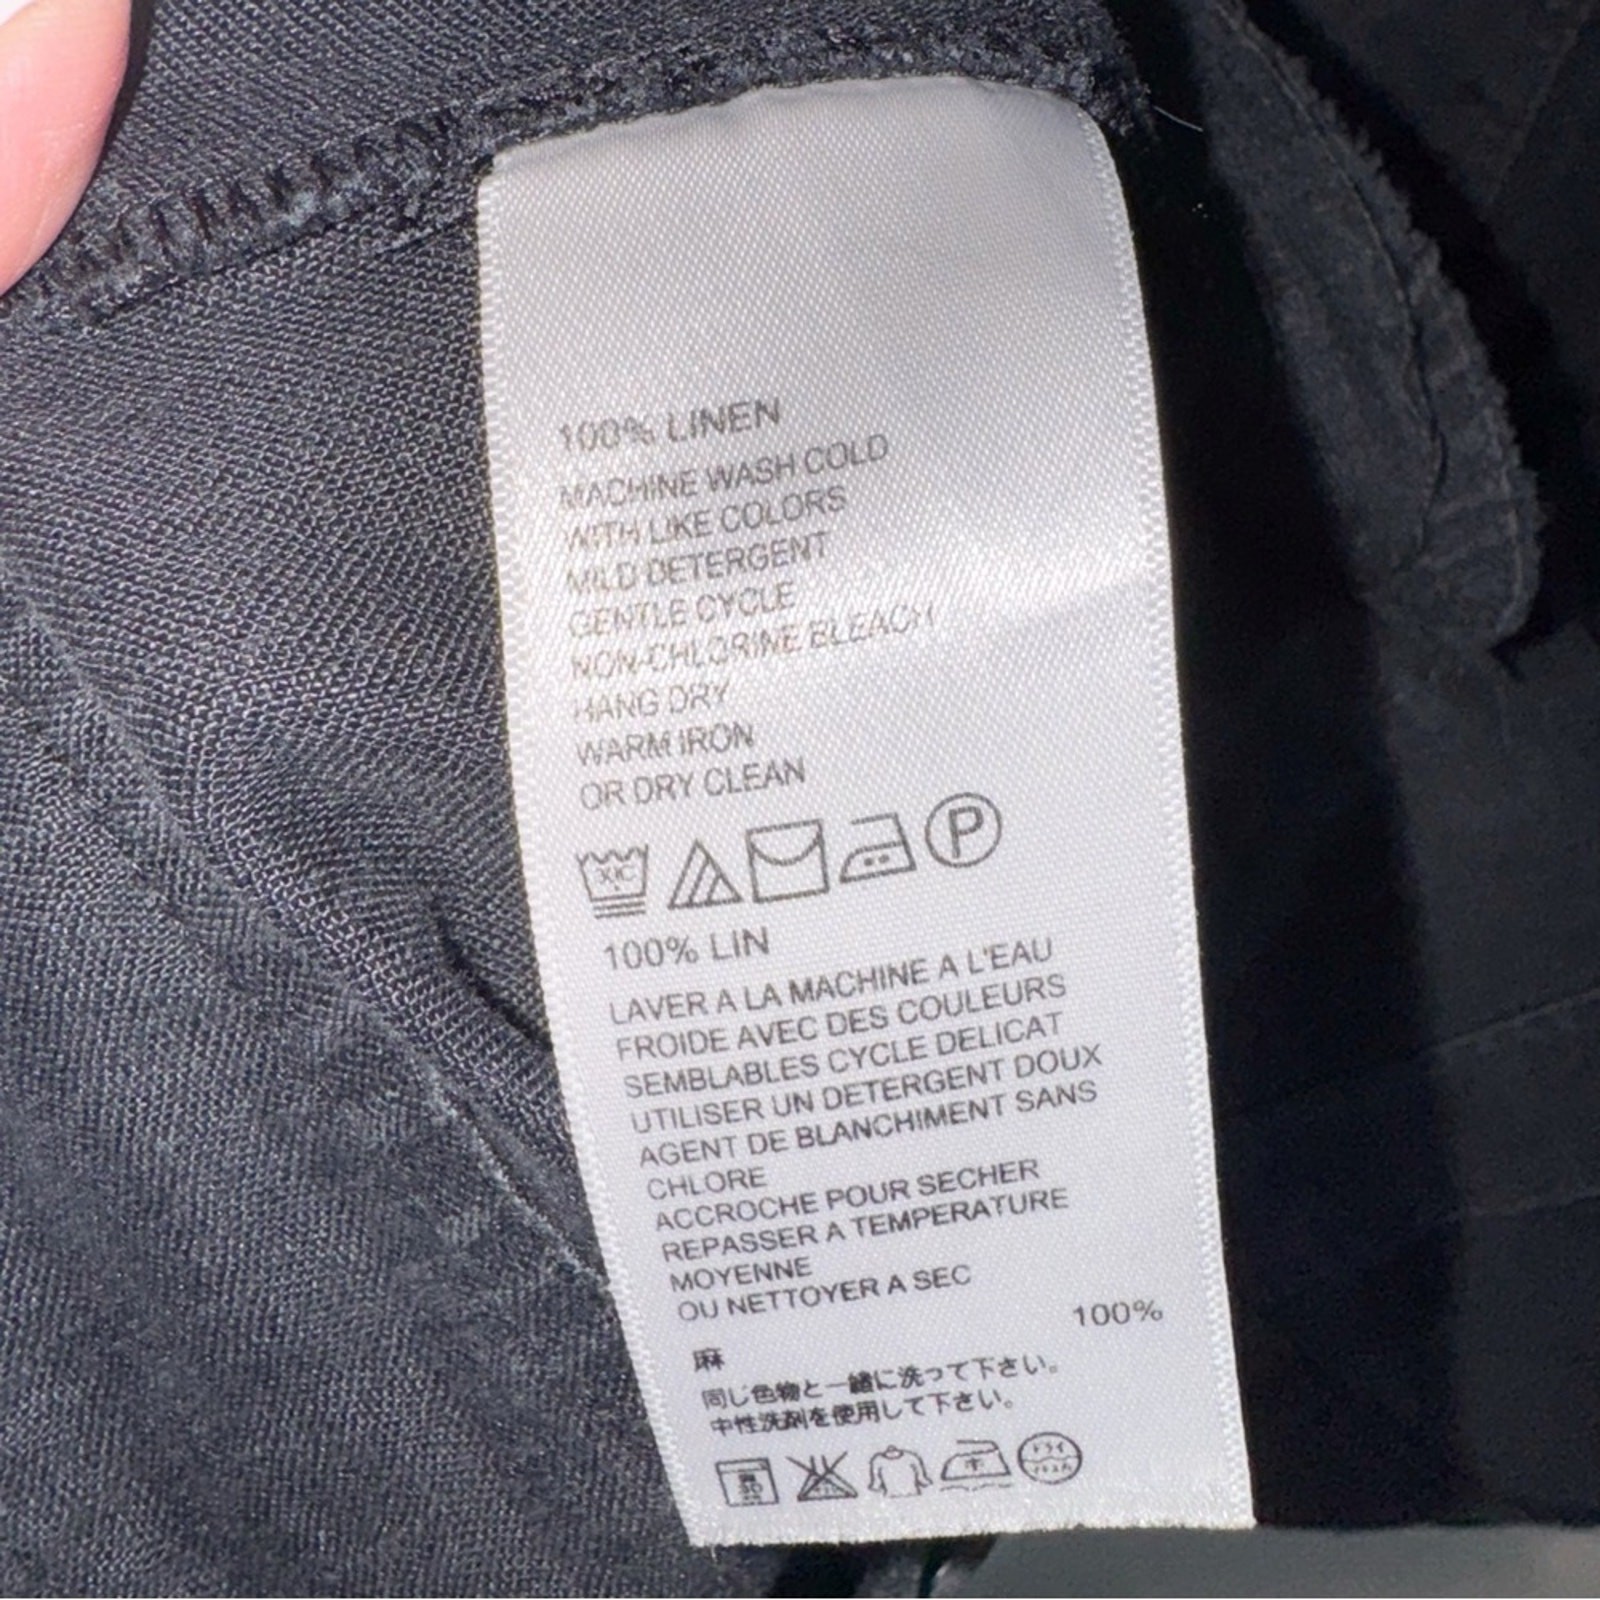 100% LINEN
MACHINE WASH COLD
WITH LIKE COLORS
MILD DETERGENT
GENTLE CYCLE
NON-CHLORINE BLEACH
HANG DRY
WARM IRON
OR DRY CLEAN
P
100% LIN
LAVER A LA MACHINE A L'EAU
FROIDE AVEC DES COULEURS
SEMBLABLES CYCLE DELICAT
UTILISER UN DETERGENT DOUX
AGENT DE BLANCHIMENT SANS
CHLORE
ACCROCHE POUR SECHER
REPASSER A TEMPERATURE
MOYENNE
OU NETTOYER A SEC
100%
麻
同じ色物と一緒に洗って下さい。
中性洗剤を使用して下さい。
中
ドライ